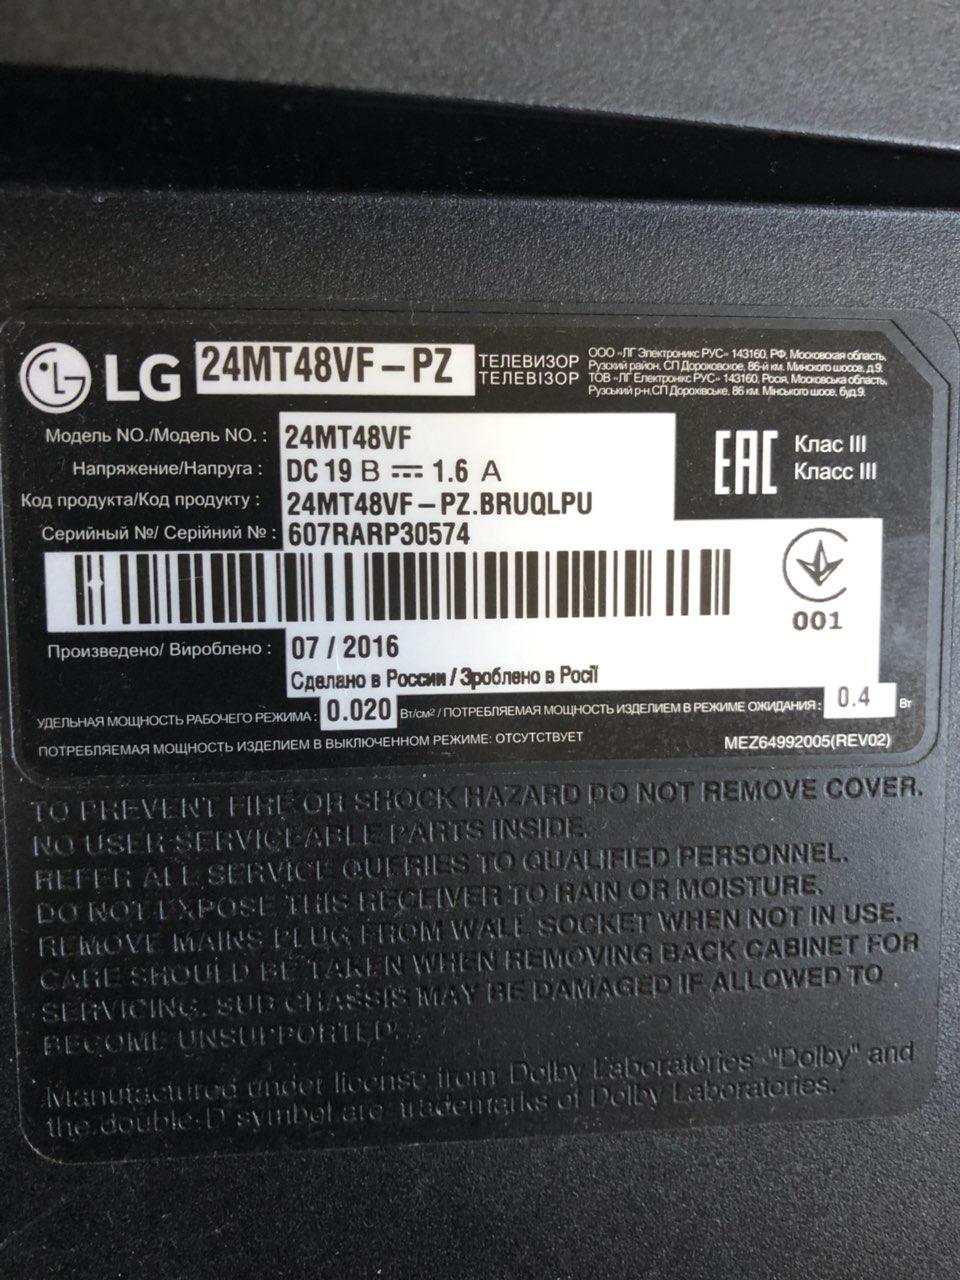 LG 24MT48VF-PZ
ТЕЛЕВИЗОР
ТЕЛЕВІЗОР
ООО «ЛГ Электроникс РУС» 143160, РФ, Московская область,
Рузский район, СП Дороховское, 86-й км. Минского шоссе, д.9.
ТОВ «ЛГ Електронікс РУС» 143160, Росія, Московська область,
Рузський р-н, СП Дорохівське, 86 км. Мінського шосе, буд.9.
Модель NO./Модель NO. : 24MT48VF
Напряжение/Напруга : DC 19 В ⎓ 1.6 А
Код продукта/Код продукту : 24MT48VF-PZ.BRUQLPU
Серийный №/ Серійний № : 607RARP30574
EAC
Клас III
Класс III
001
Произведено/ Вироблено : 07 / 2016
Сделано в России / Зроблено в Росії
УДЕЛЬНАЯ МОЩНОСТЬ РАБОЧЕГО РЕЖИМА : 0.020 Вт/см² / ПОТРЕБЛЯЕМАЯ МОЩНОСТЬ ИЗДЕЛИЕМ В РЕЖИМЕ ОЖИДАНИЯ : 0.4 Вт
ПОТРЕБЛЯЕМАЯ МОЩНОСТЬ ИЗДЕЛИЕМ В ВЫКЛЮЧЕННОМ РЕЖИМЕ: ОТСУТСТВУЕТ
MEZ64992005(REV02)
TO PREVENT FIRE OR SHOCK HAZARD DO NOT REMOVE COVER.
NO USER-SERVICEABLE PARTS INSIDE.
REFER ALL SERVICE QUERIES TO QUALIFIED PERSONNEL.
DO NOT EXPOSE THIS RECEIVER TO RAIN OR MOISTURE.
REMOVE MAINS PLUG FROM WALL SOCKET WHEN NOT IN USE.
CARE SHOULD BE TAKEN WHEN REMOVING BACK CABINET FOR
SERVICING. SUB CHASSIS MAY BE DAMAGED IF ALLOWED TO
BECOME UNSUPPORTED.
Manufactured under license from Dolby Laboratories "Dolby" and
the double-D symbol are trademarks of Dolby Laboratories.